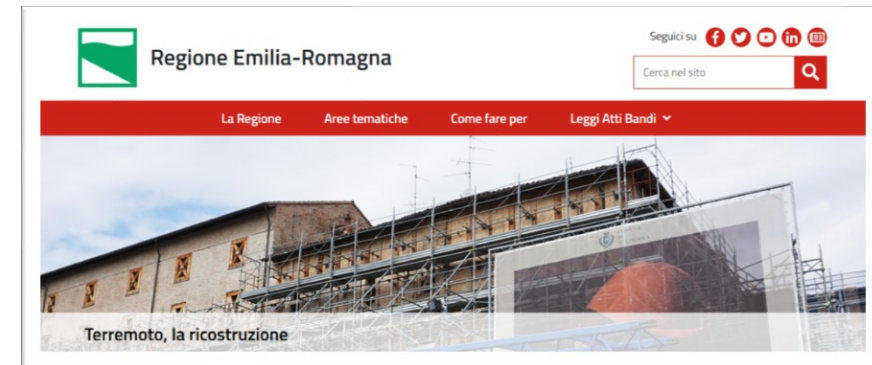 Seguici su
Regione Emilia-Romagna
Cerca nel sito
La Regione Aree tematiche Come fare per Leggi Atti Bandi
Terremoto, la ricostruzione